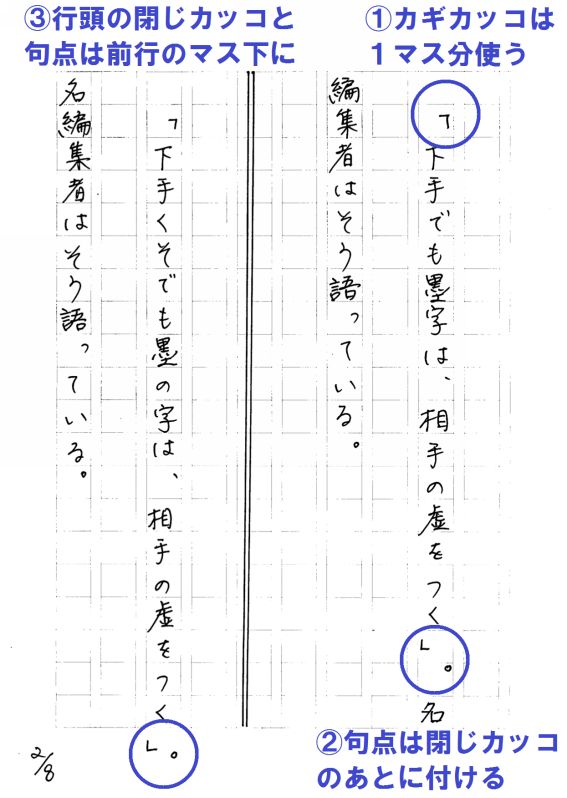 ③行頭の閉じカッコと
句点は前行のマス下に
①カギカッコは
１マス分使う
「下手でも墨字は、相手の虚をつく」。名
編集者はそう語っている。
②句点は閉じカッコ
のあとに付ける
「下手くそでも墨の字は、相手の虚をつく」。
名編集者はそう語っている。
2/8